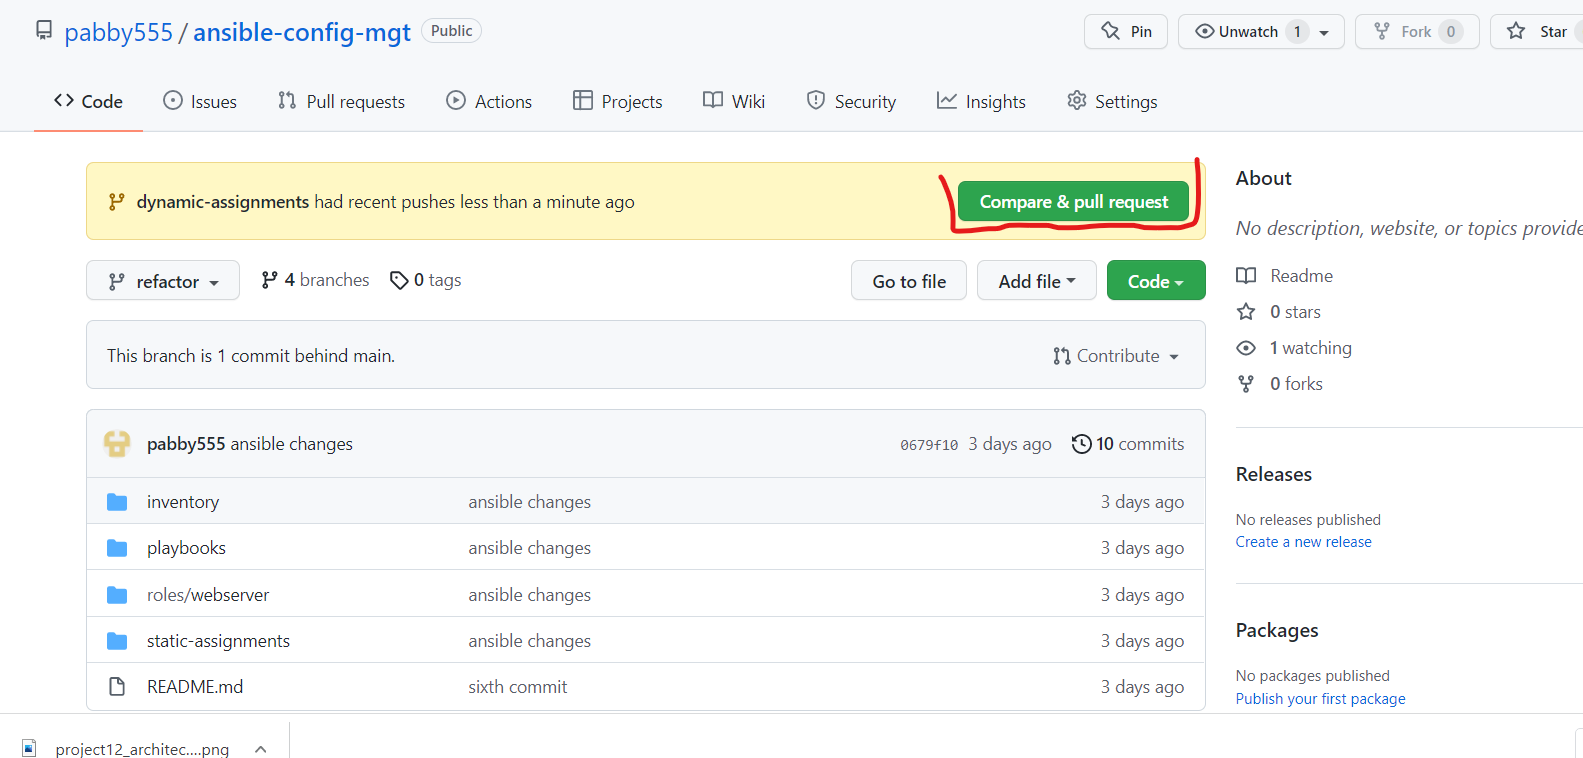 pabby555 / ansible-config-mgt Public
Pin
Unwatch 1
Fork 0
Star
Code
Issues
Pull requests
Actions
Projects
Wiki
Security
Insights
Settings
dynamic-assignments had recent pushes less than a minute ago
Compare & pull request
refactor
4 branches
0 tags
Go to file
Add file
Code
This branch is 1 commit behind main.
Contribute
pabby555 ansible changes
0679f10 3 days ago
10 commits
inventory ansible changes 3 days ago
playbooks ansible changes 3 days ago
roles/webserver ansible changes 3 days ago
static-assignments ansible changes 3 days ago
README.md sixth commit 3 days ago
About
No description, website, or topics provide
Readme
0 stars
1 watching
0 forks
Releases
No releases published
Create a new release
Packages
No packages published
Publish your first package
project12_architec....png